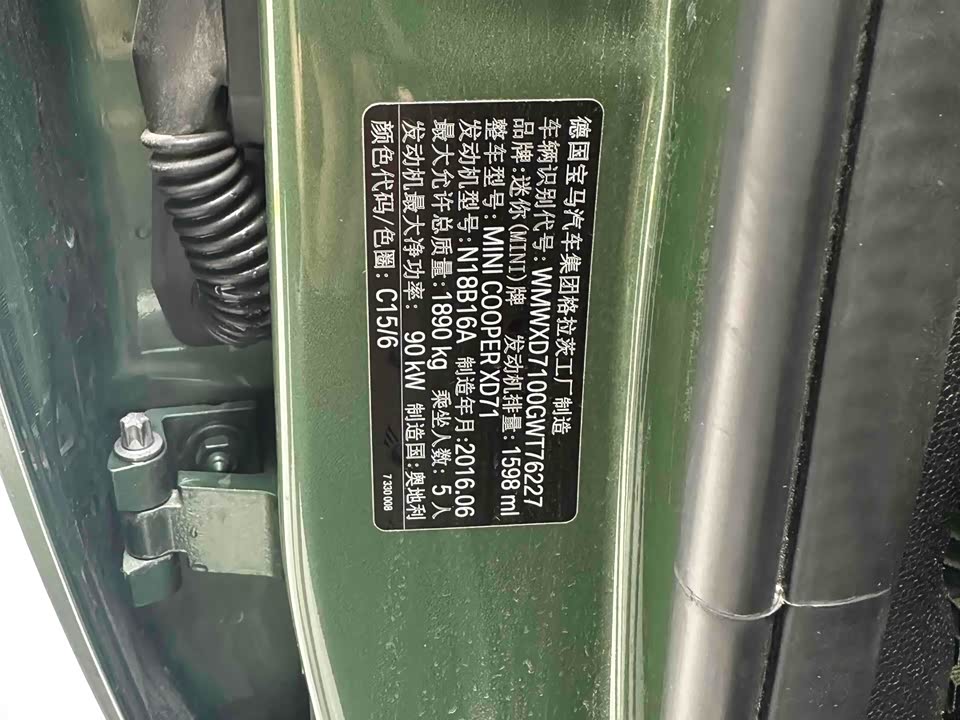 德国宝马汽车集团格拉茨工厂 制造
车辆识别代号: WMWXD7100GWT76227
品牌:迷你(MINI)牌 发动机排量:1598 ml
整车型号: MINI COOPER XD71
发动机型号: N18B16A 制造年月:2016.06
最大允许总质量:1890 kg 乘坐人数: 5 人
发动机最大净功率: 90 kW 制造国:奥地利
颜色代码/色圈: C15/6
7 330 008